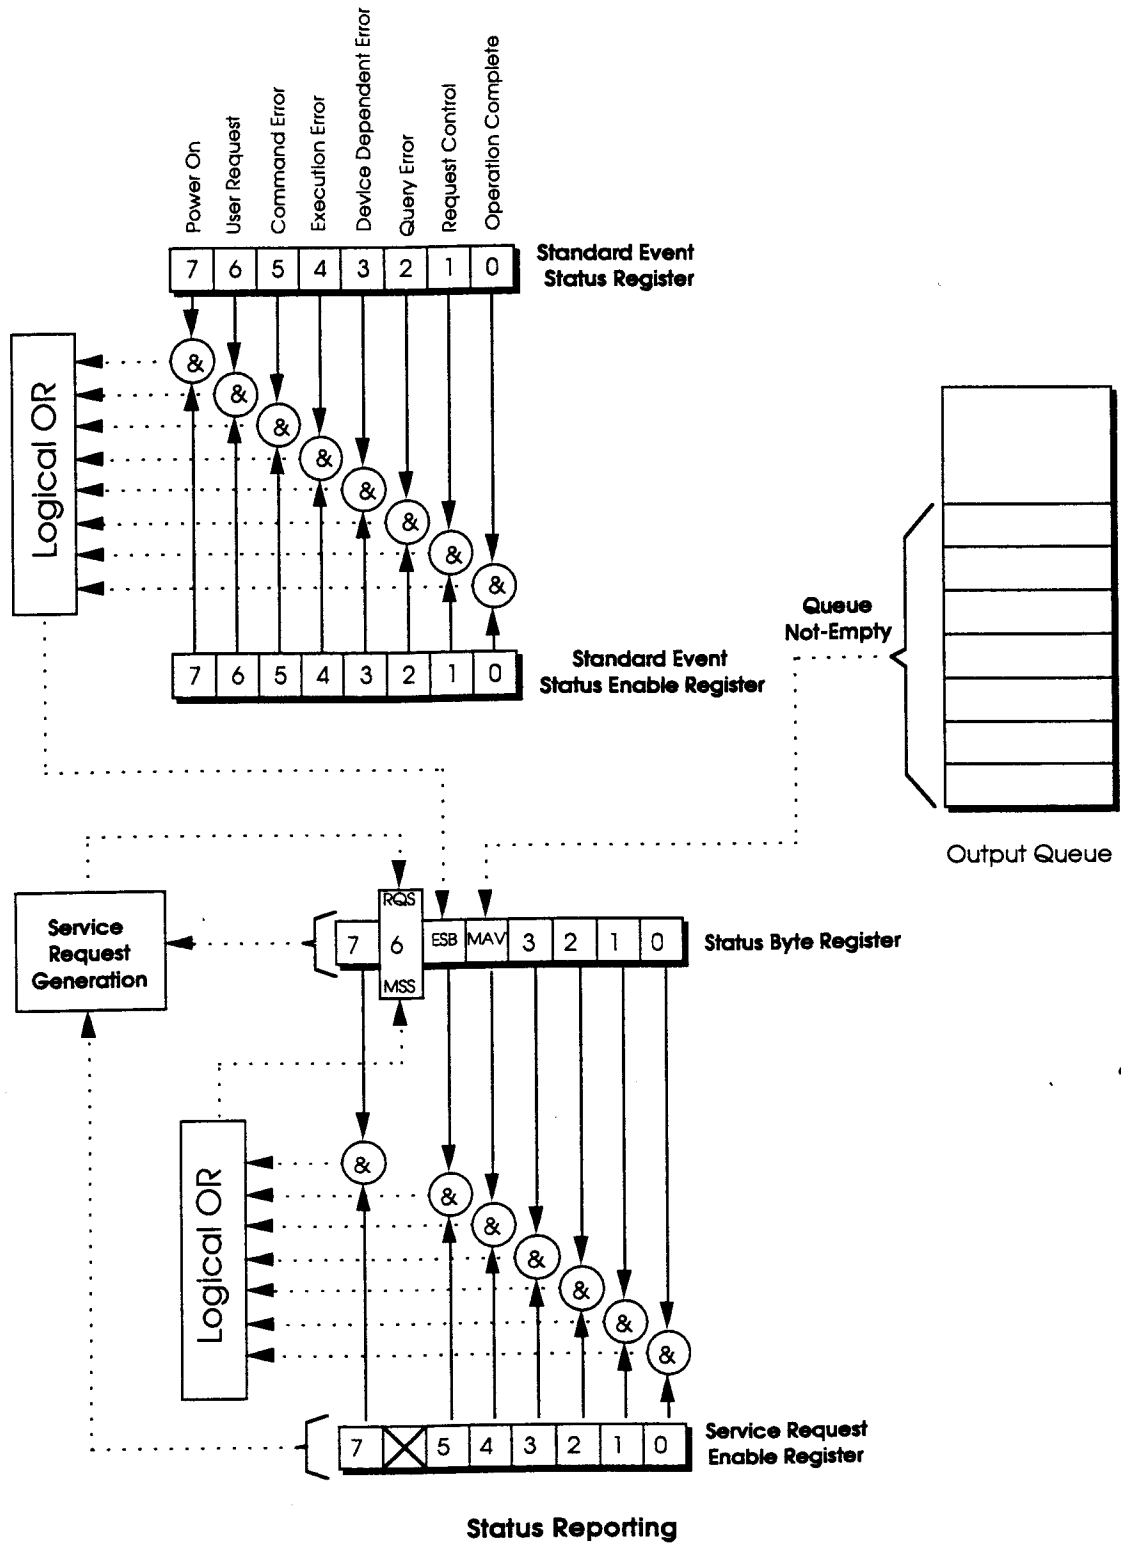 Power On
User Request
Command Error
Execution Error
Device Dependent Error
Query Error
Request Control
Operation Complete
7 6 5 4 3 2 1 0
Standard Event
Status Register
Logical OR
& & & & & & & &
7 6 5 4 3 2 1 0
Standard Event
Status Enable Register
Queue
Not-Empty
Output Queue
Service
Request
Generation
RQS
7 6 ESB MAV 3 2 1 0
MSS
Status Byte Register
Logical OR
& & & & & & &
7 5 4 3 2 1 0
Service Request
Enable Register
Status Reporting